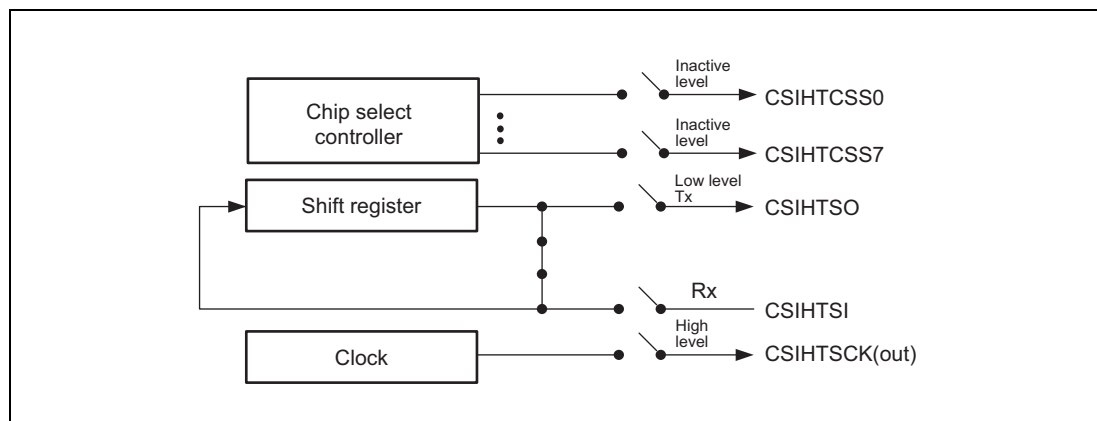 Chip select
controller
Inactive
level
CSIHTCSS0
Inactive
level
CSIHTCSS7
Shift register
Low level
Tx
CSIHTSO
Rx
CSIHTSI
Clock
High
level
CSIHTSCK(out)